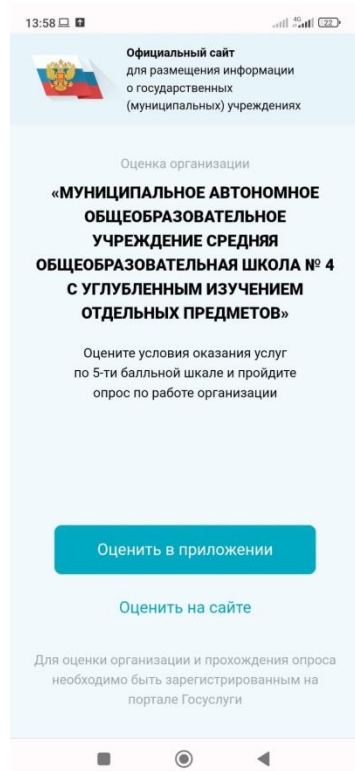 13:58
4G
22
Официальный сайт
для размещения информации
о государственных
(муниципальных) учреждениях
Оценка организации
«МУНИЦИПАЛЬНОЕ АВТОНОМНОЕ
ОБЩЕОБРАЗОВАТЕЛЬНОЕ
УЧРЕЖДЕНИЕ СРЕДНЯЯ
ОБЩЕОБРАЗОВАТЕЛЬНАЯ ШКОЛА № 4
С УГЛУБЛЕННЫМ ИЗУЧЕНИЕМ
ОТДЕЛЬНЫХ ПРЕДМЕТОВ»
Оцените условия оказания услуг
по 5-ти балльной шкале и пройдите
опрос по работе организации
Оценить в приложении
Оценить на сайте
Для оценки организации и прохождения опроса
необходимо быть зарегистрированным на
портале Госуслуги